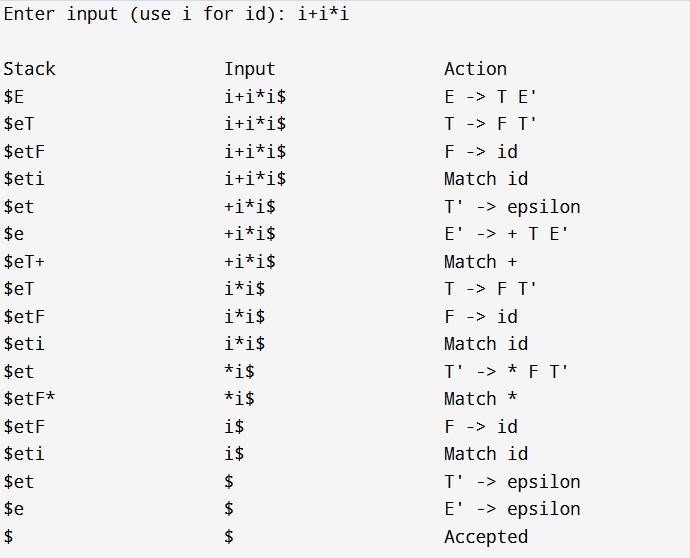 Enter input (use i for id): i+i*i
Stack Input Action
$E i+i*i$ E -> T E'
$eT i+i*i$ T -> F T'
$etF i+i*i$ F -> id
$eti i+i*i$ Match id
$et +i*i$ T' -> epsilon
$e +i*i$ E' -> + T E'
$eT+ +i*i$ Match +
$eT i*i$ T -> F T'
$etF i*i$ F -> id
$eti i*i$ Match id
$et *i$ T' -> * F T'
$etF* *i$ Match *
$etF i$ F -> id
$eti i$ Match id
$et $ T' -> epsilon
$e $ E' -> epsilon
$ $ Accepted